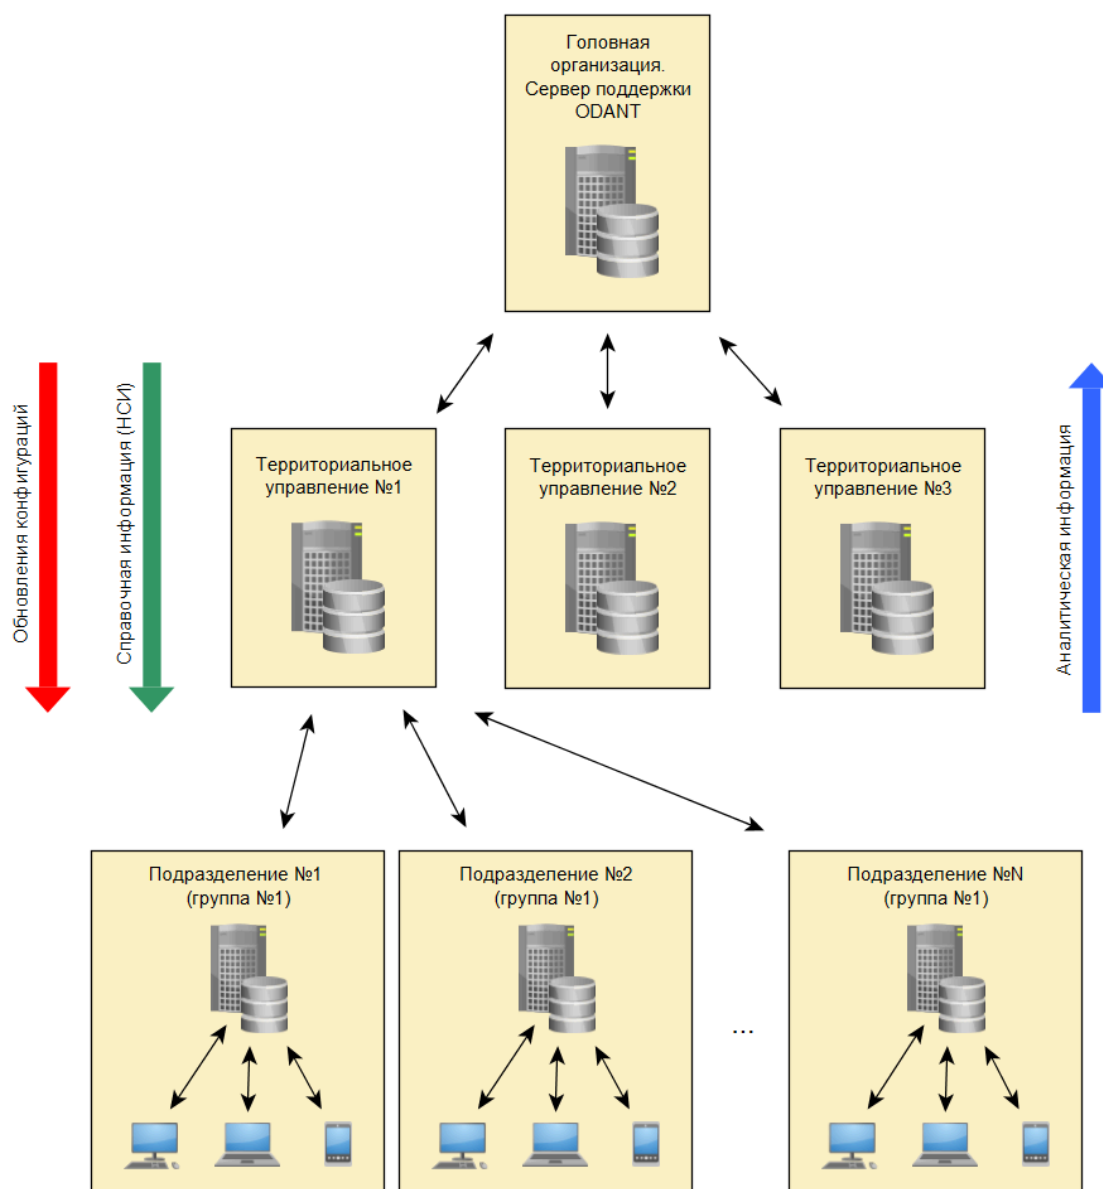 Головная
организация.
Сервер поддержки
ODANT
Обновления конфигураций
Справочная информация (НСИ)
Аналитическая информация
Территориальное
управление №1
Территориальное
управление №2
Территориальное
управление №3
Подразделение №1
(группа №1)
Подразделение №2
(группа №1)
...
Подразделение №N
(группа №1)